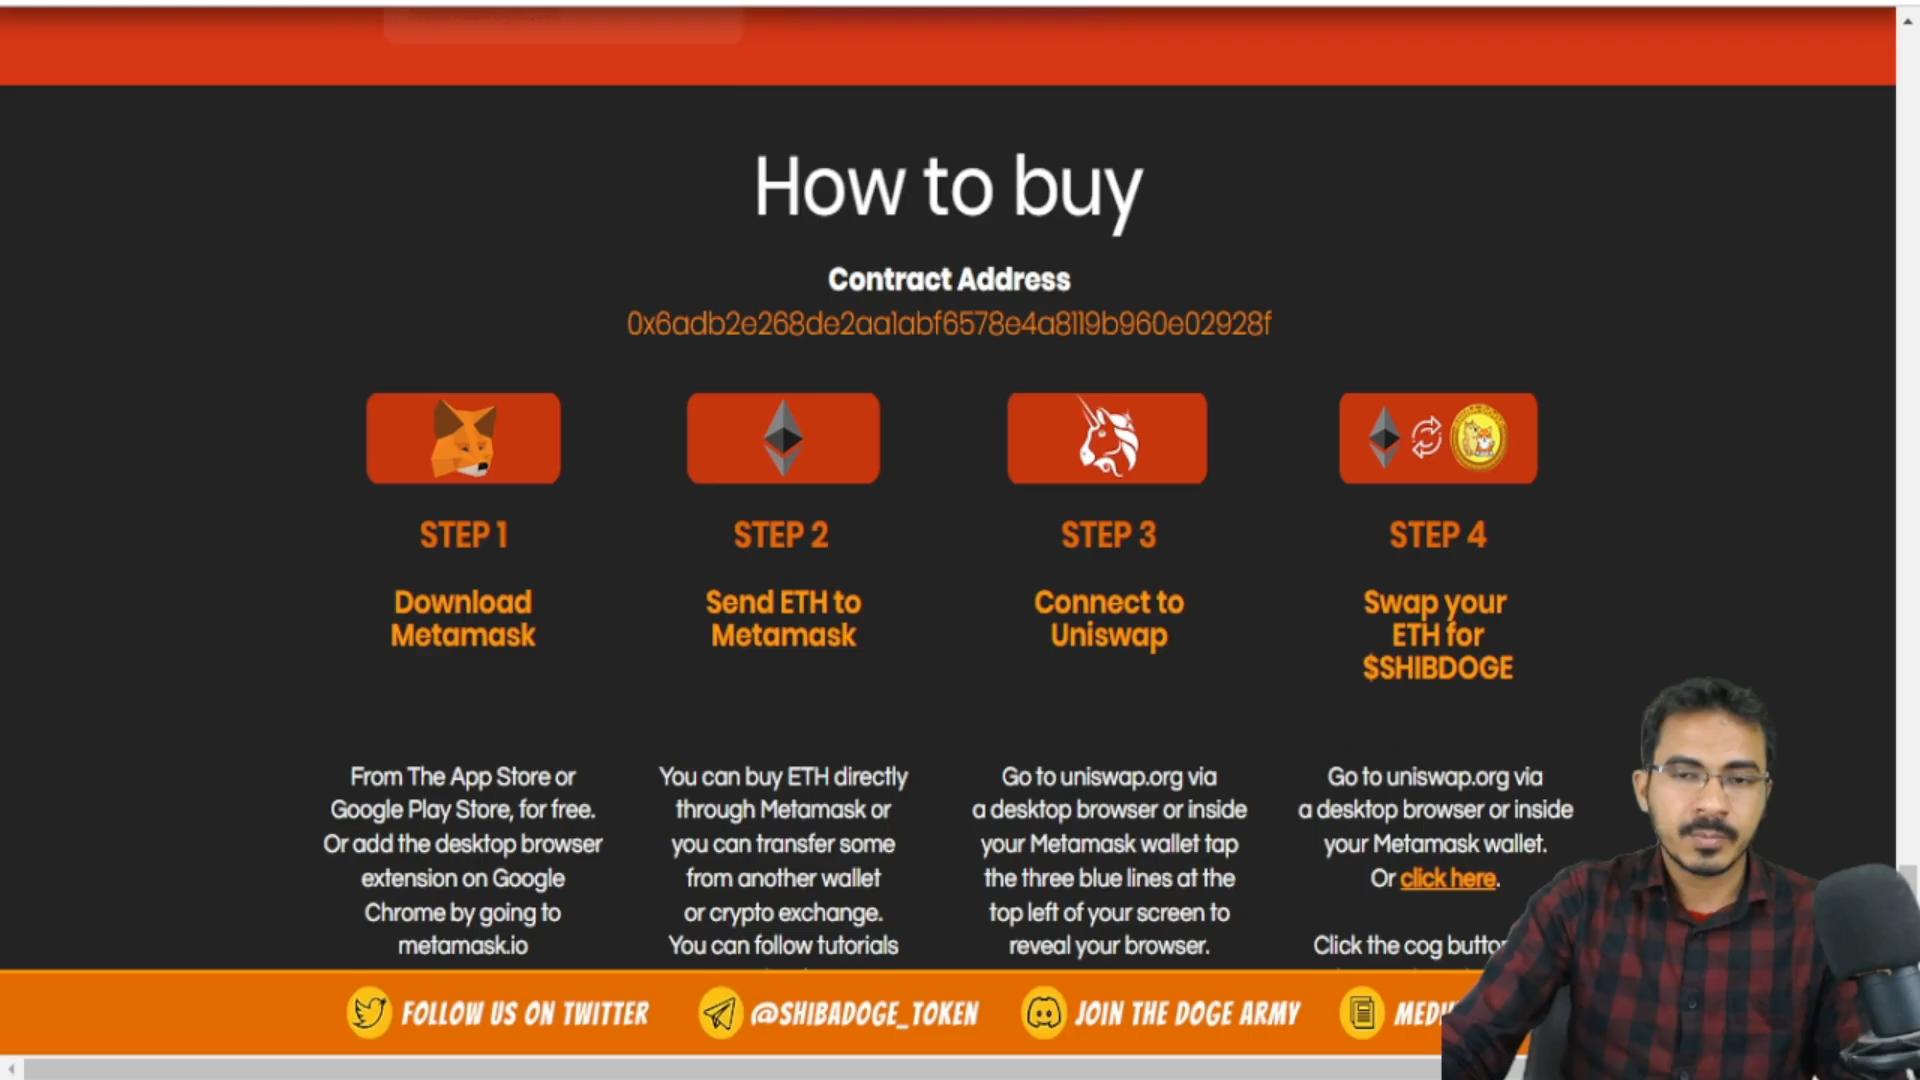 How to buy
Contract Address
0x6adb2e268de2aa1abf6578e4a8119b960e02928f
STEP 1
Download
Metamask
From The App Store or
Google Play Store, for free.
Or add the desktop browser
extension on Google
Chrome by going to
metamask.io
STEP 2
Send ETH to
Metamask
You can buy ETH directly
through Metamask or
you can transfer some
from another wallet
or crypto exchange.
You can follow tutorials
STEP 3
Connect to
Uniswap
Go to uniswap.org via
a desktop browser or inside
your Metamask wallet tap
the three blue lines at the
top left of your screen to
reveal your browser.
STEP 4
Swap your
ETH for
$SHIBDOGE
Go to uniswap.org via
a desktop browser or inside
your Metamask wallet.
Or click here.
Click the cog
FOLLOW US ON TWITTER
@SHIBADOGE_TOKEN
JOIN THE DOGE ARMY